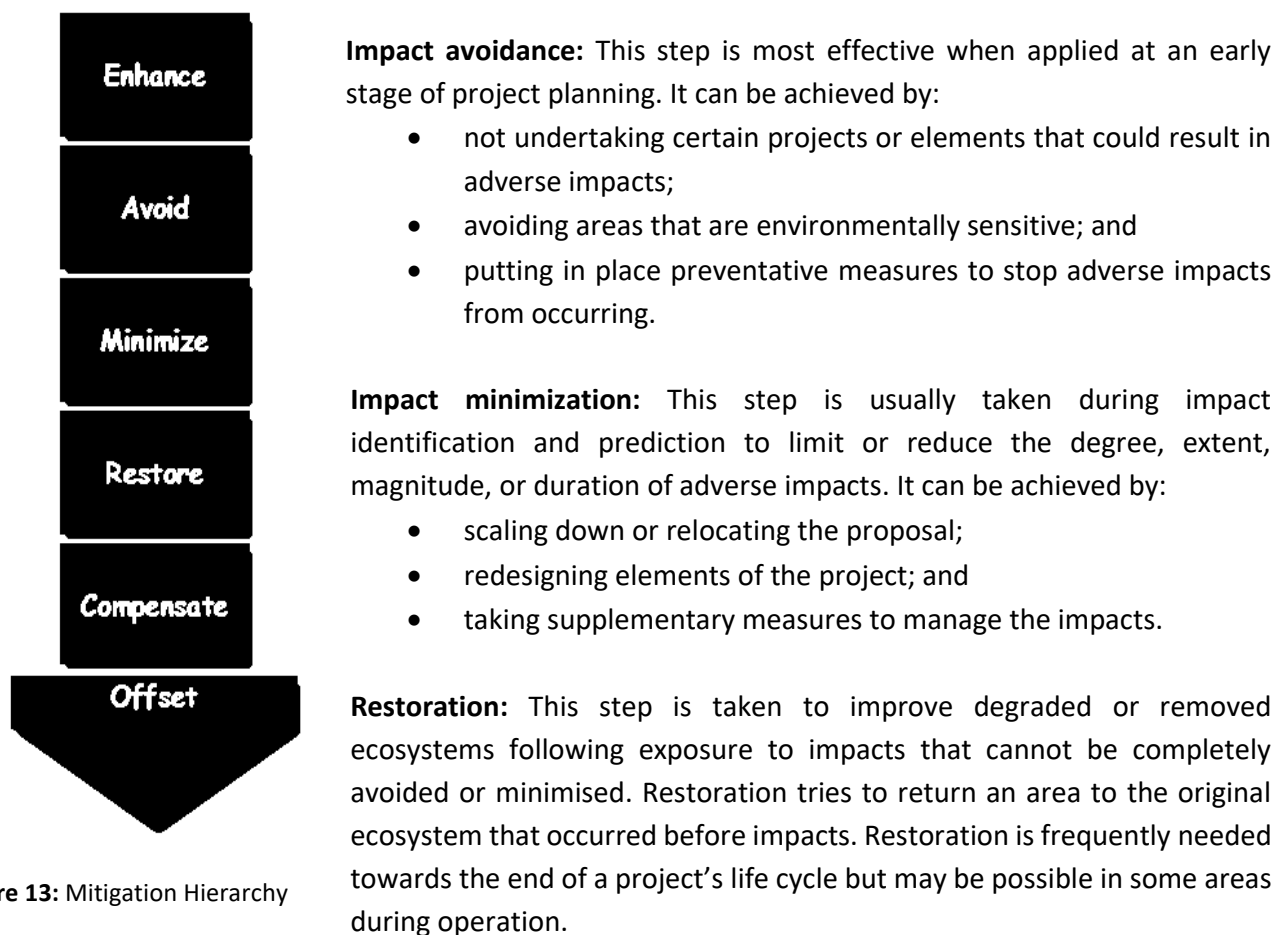 Enhance
Avoid
Minimize
Restore
Compensate
Offset
re 13: Mitigation Hierarchy
Impact avoidance: This step is most effective when applied at an early
stage of project planning. It can be achieved by:
• not undertaking certain projects or elements that could result in
adverse impacts;
• avoiding areas that are environmentally sensitive; and
• putting in place preventative measures to stop adverse impacts
from occurring.
Impact minimization: This step is usually taken during impact
identification and prediction to limit or reduce the degree, extent,
magnitude, or duration of adverse impacts. It can be achieved by:
• scaling down or relocating the proposal;
• redesigning elements of the project; and
• taking supplementary measures to manage the impacts.
Restoration: This step is taken to improve degraded or removed
ecosystems following exposure to impacts that cannot be completely
avoided or minimised. Restoration tries to return an area to the original
ecosystem that occurred before impacts. Restoration is frequently needed
towards the end of a project’s life cycle but may be possible in some areas
during operation.